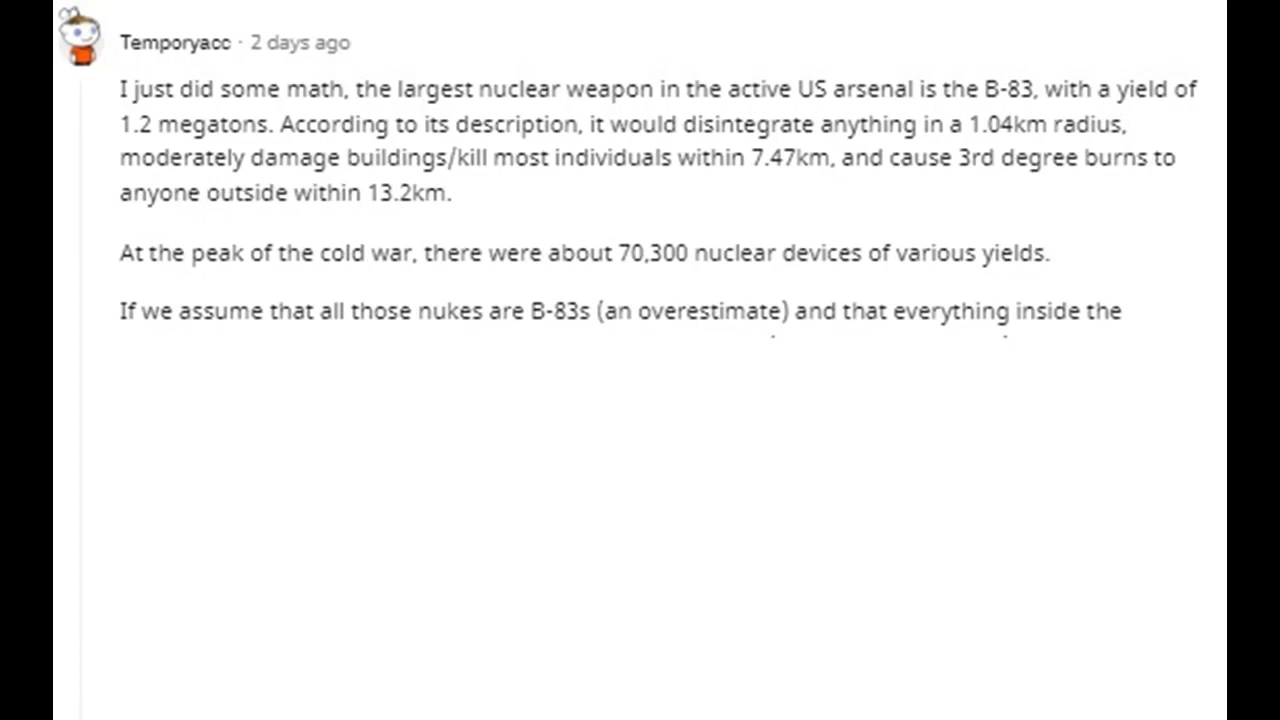 Temporyacc · 2 days ago
I just did some math, the largest nuclear weapon in the active US arsenal is the B-83, with a yield of
1.2 megatons. According to its description, it would disintegrate anything in a 1.04km radius,
moderately damage buildings/kill most individuals within 7.47km, and cause 3rd degree burns to
anyone outside within 13.2km.
At the peak of the cold war, there were about 70,300 nuclear devices of various yields.
If we assume that all those nukes are B-83s (an overestimate) and that everything inside the